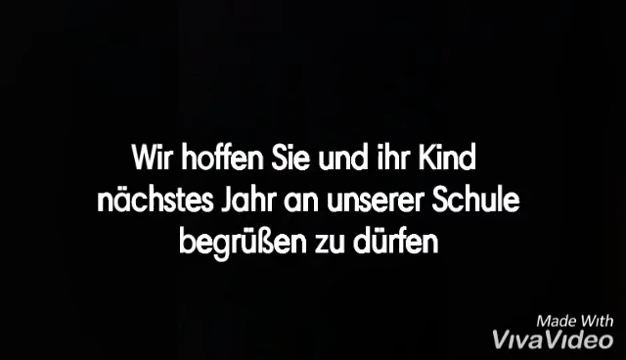 Wir hoffen Sie und ihr Kind
nächstes Jahr an unserer Schule
begrüßen zu dürfen
Made With
VivaVideo